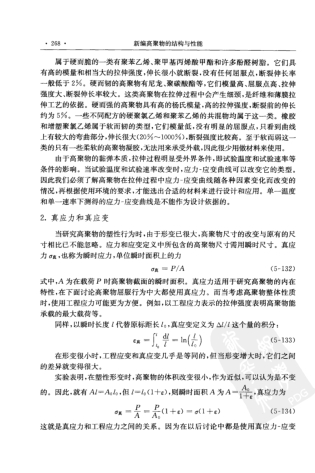 · 268 ·
新编高聚物的结构与性能
属于硬而脆的一类有聚苯乙烯、聚甲基丙烯酸甲酯和许多酚醛树脂。它们具
有高的模量和相当大的拉伸强度，伸长很小就断裂，没有任何屈服点，断裂伸长率
一般低于2%。硬而韧的高聚物有尼龙、聚碳酸酯等，它们模量高、屈服点高、拉伸
强度大、断裂伸长率较大。这类高聚物在拉伸过程中会产生细颈，是纤维和薄膜拉
伸工艺的依据。硬而强的高聚物具有高的杨氏模量，高的拉伸强度，断裂前的伸长
约为5%。一些不同配方的硬聚氯乙烯和聚苯乙烯的共混物均属于这一类。橡胶
和增塑聚氯乙烯属于软而韧的类型，它们模量低，没有明显的屈服点，只看到曲线
上有较大的弯曲部分，伸长很大(20%～1000%)，断裂强度比较高。至于软而弱这一
类的只有一些柔软的高聚物凝胶，无法用来承受外载，因此很少用做材料来使用。
由于高聚物的黏弹本质，拉伸过程明显受外界条件，即试验温度和试验速率等
条件的影响。当试验温度和试验速率改变时，应力-应变曲线可以改变它的类型。
因此我们必须了解高聚物在拉伸过程中应力-应变曲线随各种因素变化而改变的
情况，再根据使用环境的要求，才能选出合适的材料来进行设计和应用。单一温度
和单一速率下测得的应力-应变曲线是不能作为设计依据的。
2. 真应力和真应变
当研究高聚物的塑性行为时，由于形变已很大，高聚物尺寸的改变与原有的尺
寸相比已不能忽略。应力和应变定义中所包含的高聚物尺寸需用瞬时尺寸。真应
力σ真，也称为瞬时应力，单位瞬时面积上的力
σ真 = P/A (5-132)
式中，A为在载荷P时高聚物截面的瞬时面积。真应力适用于研究高聚物的内在
特性，在下面讨论高聚物屈服行为中大都使用真应力。而当考虑高聚物整体性质
时，使用工程应力可能更为方便。例如，以工程应力表示的拉伸强度表明高聚物能
承载的最大载荷等。
同样，以瞬时长度l代替原标距长l₀，真应变定义为Δl/l这个量的积分：
ε真 = ∫_{l₀}^{l} dl/l = ln(l/l₀) (5-133)
在形变很小时，工程应变和真应变几乎是等同的，但当形变增大时，它们之间
的差异就变得很大。
实验表明，在塑性形变时，高聚物的体积改变很小，作为近似，可以认为是不变
的。因此，就有Al=A₀l₀，但l=l₀(1+ε)，则瞬时面积A为A=A₀/(1+ε)，真应力为
σ真 = P/A = P/A₀(1+ε) = σ(1+ε) (5-134)
这就是真应力和工程应力之间的关系。因为在以后讨论中都是使用真应力-应变